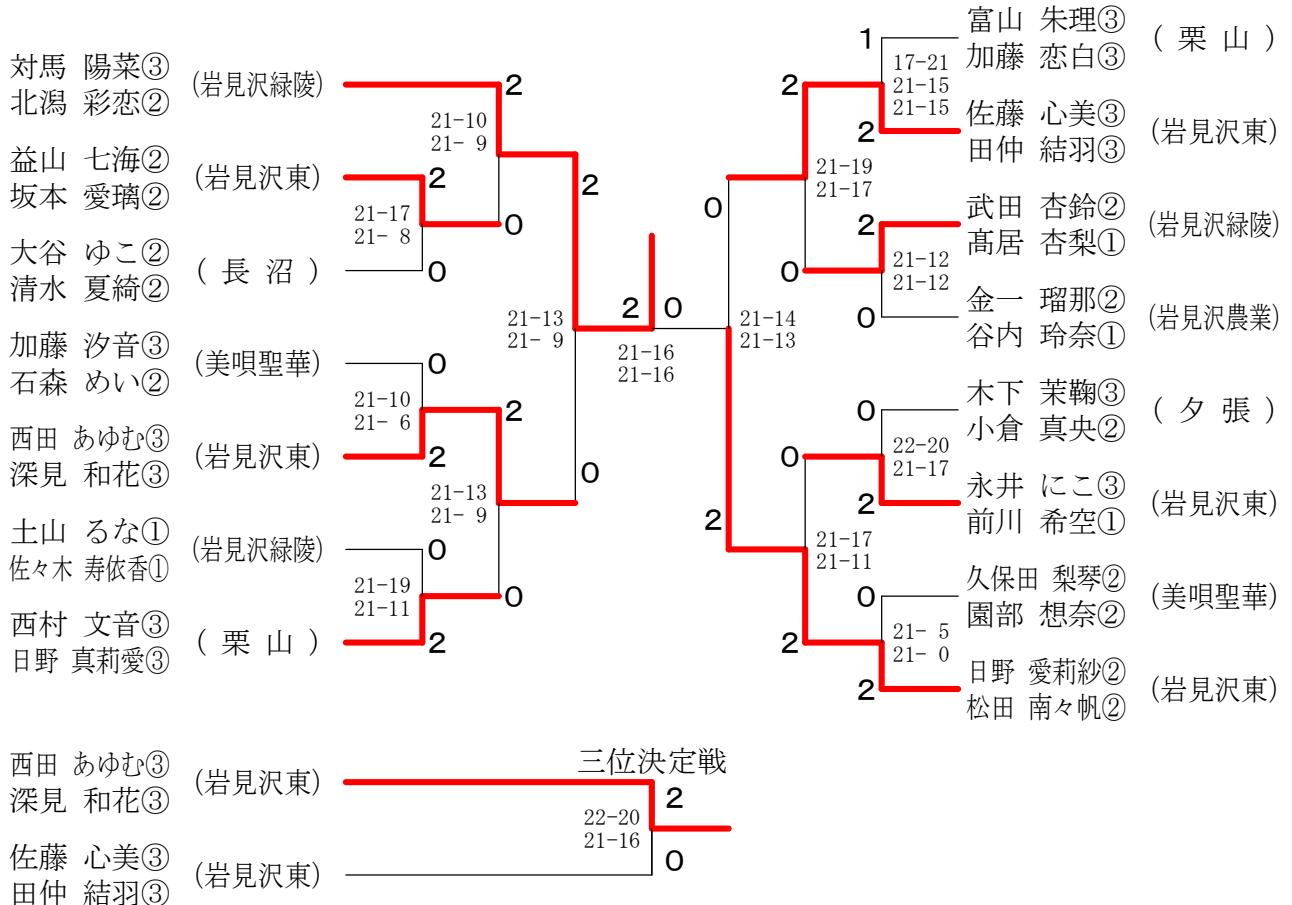 対馬 陽菜③
北潟 彩恋②
(岩見沢緑陵)
2
21-10
21- 9
益山 七海②
坂本 愛璃②
(岩見沢東)
2
21-17
21- 8
0
大谷 ゆこ②
清水 夏綺②
( 長 沼 )
0
2
21-13
21- 9
加藤 汐音③
石森 めい②
(美唄聖華)
0
21-10
21- 6
2
西田 あゆむ③
深見 和花③
(岩見沢東)
2
21-13
21- 9
0
土山 るな①
佐々木 寿依香①
(岩見沢緑陵)
0
21-19
21-11
0
西村 文音③
日野 真莉愛③
( 栗 山 )
2
2 0
21-16
21-16
1
富山 朱理③
加藤 恋白③
( 栗 山 )
17-21
21-15
21-15
2
2
佐藤 心美③
田仲 結羽③
(岩見沢東)
21-19
21-17
0
2
武田 杏鈴②
髙居 杏梨①
(岩見沢緑陵)
21-12
21-12
0
0
金一 瑠那②
谷内 玲奈①
(岩見沢農業)
21-14
21-13
0
木下 茉鞠③
小倉 真央②
( 夕 張 )
22-20
21-17
0
2
永井 にこ③
前川 希空①
(岩見沢東)
2
21-17
21-11
0
久保田 梨琴②
園部 想奈②
(美唄聖華)
21- 5
21- 0
2
2
日野 愛莉紗②
松田 南々帆②
(岩見沢東)
三位決定戦
西田 あゆむ③
深見 和花③
(岩見沢東)
2
22-20
21-16
佐藤 心美③
田仲 結羽③
(岩見沢東)
0